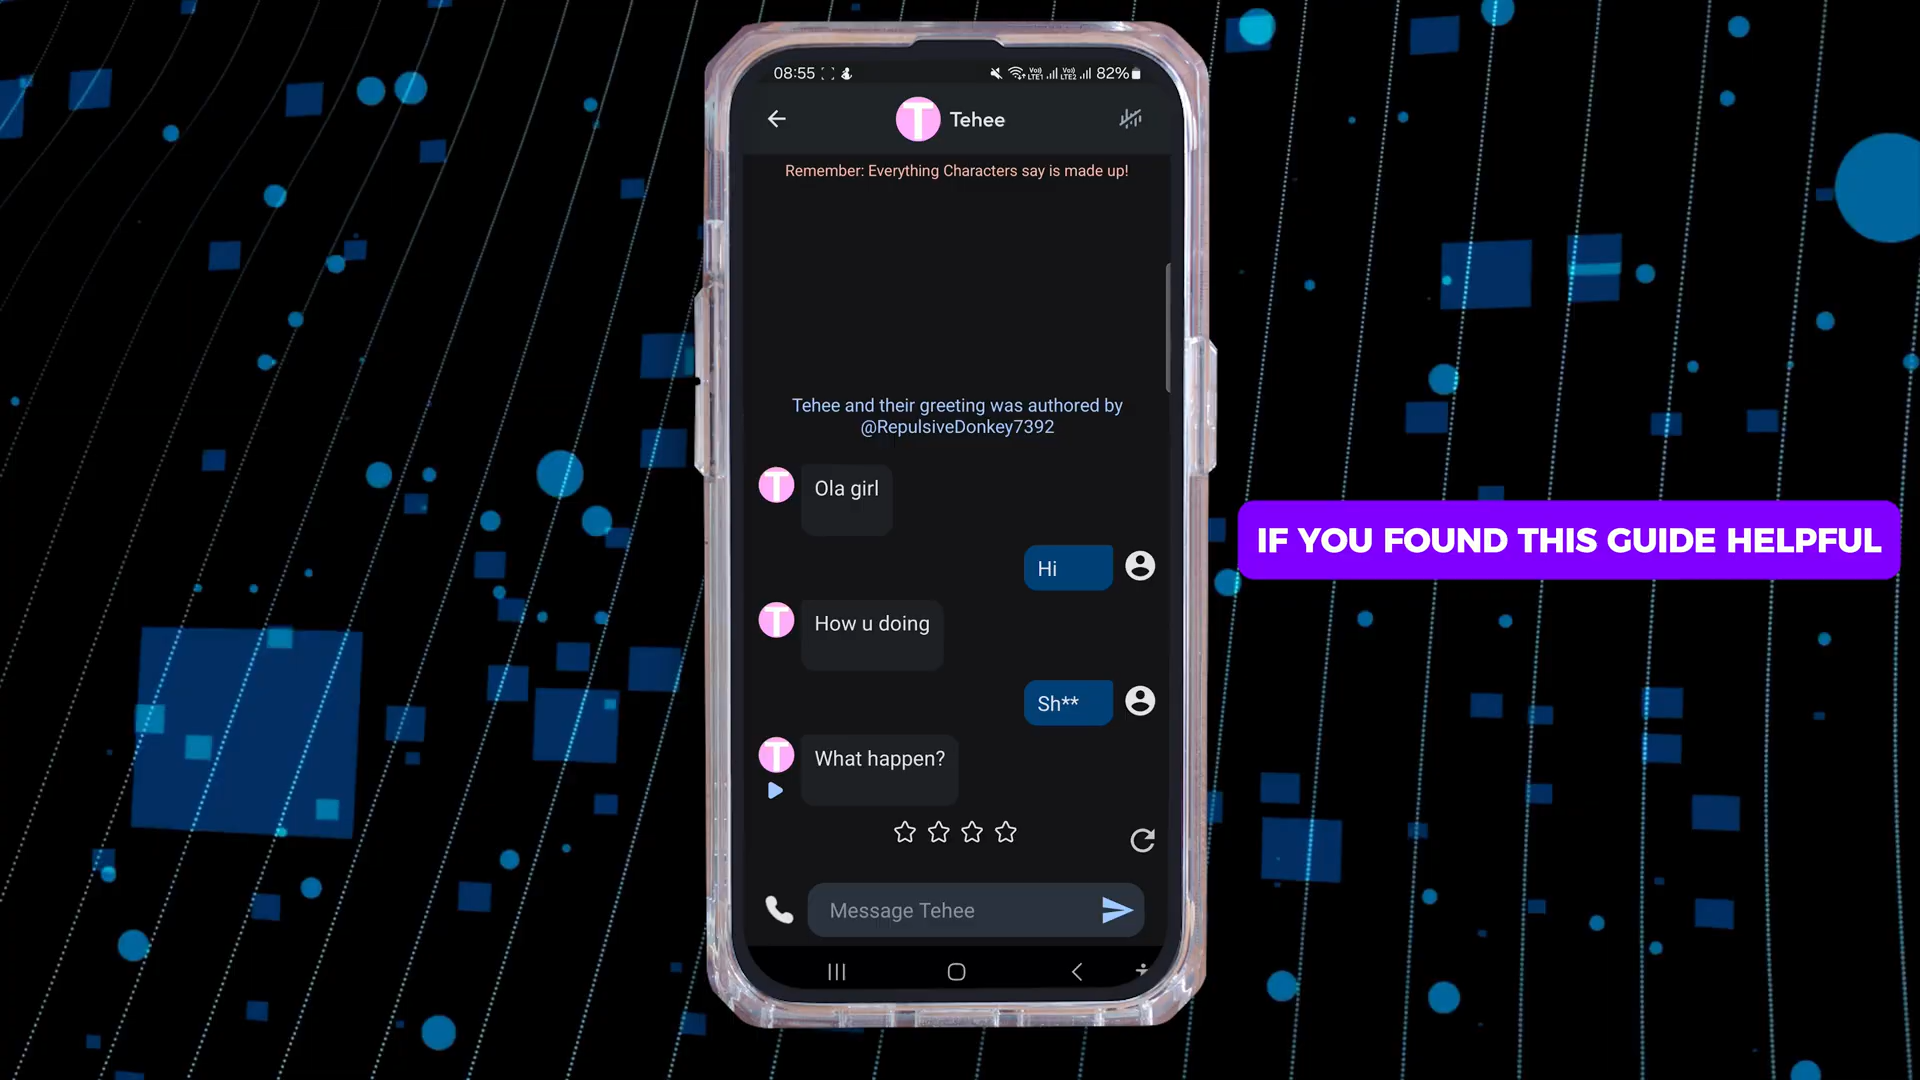 08:55
82%
T
Tehee
Remember: Everything Characters say is made up!
Tehee and their greeting was authored by
@RepulsiveDonkey7392
T
Ola girl
Hi
T
How u doing
Sh**
T
What happen?
Message Tehee
IF YOU FOUND THIS GUIDE HELPFUL